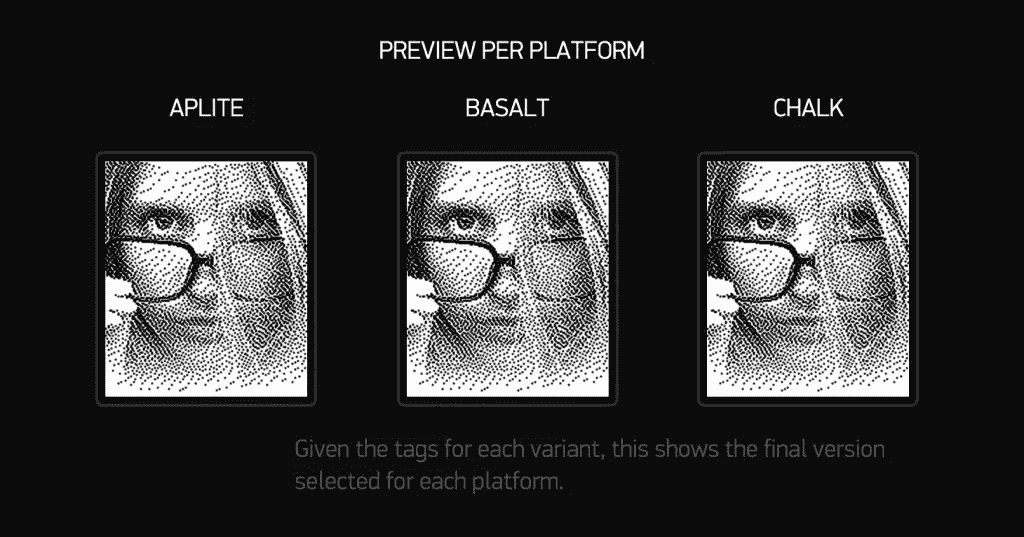 PREVIEW PER PLATFORM
APLITE
BASALT
CHALK
Given the tags for each variant, this shows the final version
selected for each platform.